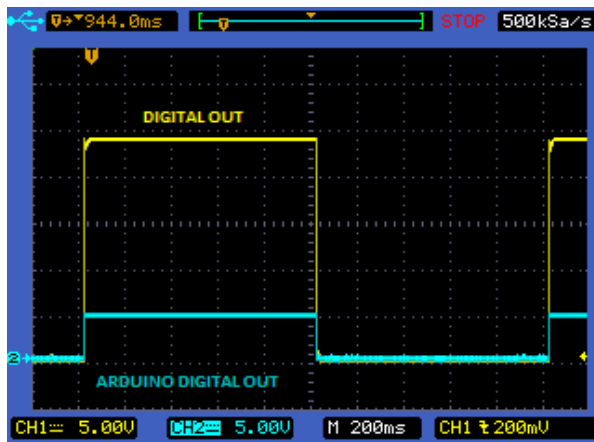 944.0ms STOP 500kSa/s
T
DIGITAL OUT
2
ARDUINO DIGITAL OUT
CH1 5.00V CH2 5.00V M 200ms CH1 200mV